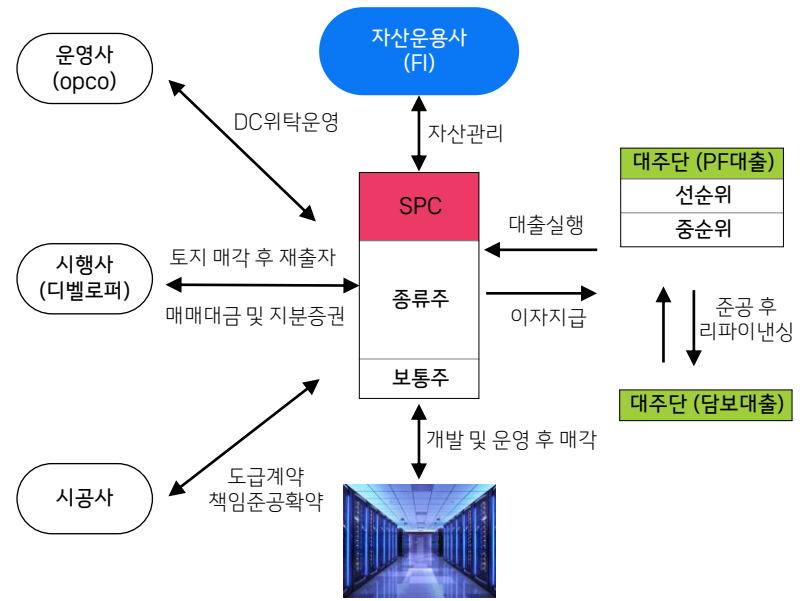 운영사
(opco)
자산운용사
(FI)
DC위탁운영
자산관리
대주단 (PF대출)
선순위
중순위
SPC
대출실행
시행사
(디벨로퍼)
토지 매각 후 재출자
매매대금 및 지분증권
종류주
이자지급
준공 후
리파이낸싱
보통주
대주단 (담보대출)
개발 및 운영 후 매각
시공사
도급계약
책임준공확약